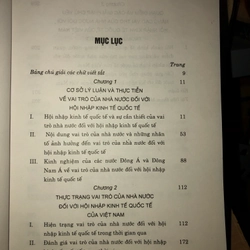 MỤC LỤC
Trang
Bảng chú giải các chữ viết tắt 9
Chương 1 11
CƠ SỞ LÝ LUẬN VÀ THỰC TIỄN
VỀ VAI TRÒ CỦA NHÀ NƯỚC ĐỐI VỚI
HỘI NHẬP KINH TẾ QUỐC TẾ
I. Hội nhập kinh tế quốc tế và sự cần thiết của vai
trò nhà nước đối với hội nhập kinh tế quốc tế 11
II. Nội dung vai trò của nhà nước và những nhân
tố ảnh hưởng đến vai trò của nhà nước đối với
hội nhập kinh tế quốc tế 53
III. Kinh nghiệm của các nước Đông Á và Đông
Nam Á về vai trò của nhà nước đối với hội nhập
kinh tế quốc tế 88
Chương 2 112
THỰC TRẠNG VAI TRÒ CỦA NHÀ NƯỚC
ĐỐI VỚI HỘI NHẬP KINH TẾ QUỐC TẾ
CỦA VIỆT NAM
I. Hiện trạng vai trò của nhà nước đối với hội
nhập kinh tế quốc tế trong thời gian qua 112
II. Đánh giá vai trò của nhà nước đối với hội nhập